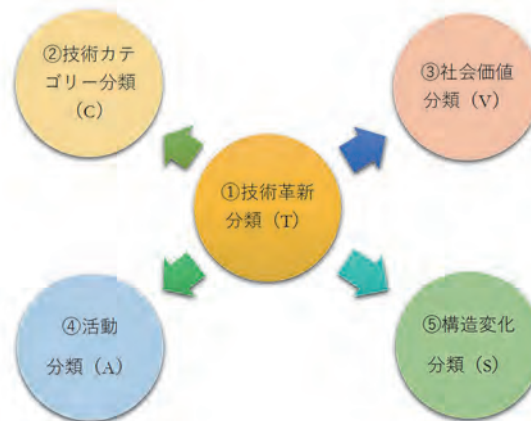 ②技術カテ
ゴリー分類
（C）
③社会価値
分類（V）
①技術革新
分類（T）
④活動
分類（A）
⑤構造変化
分類（S）